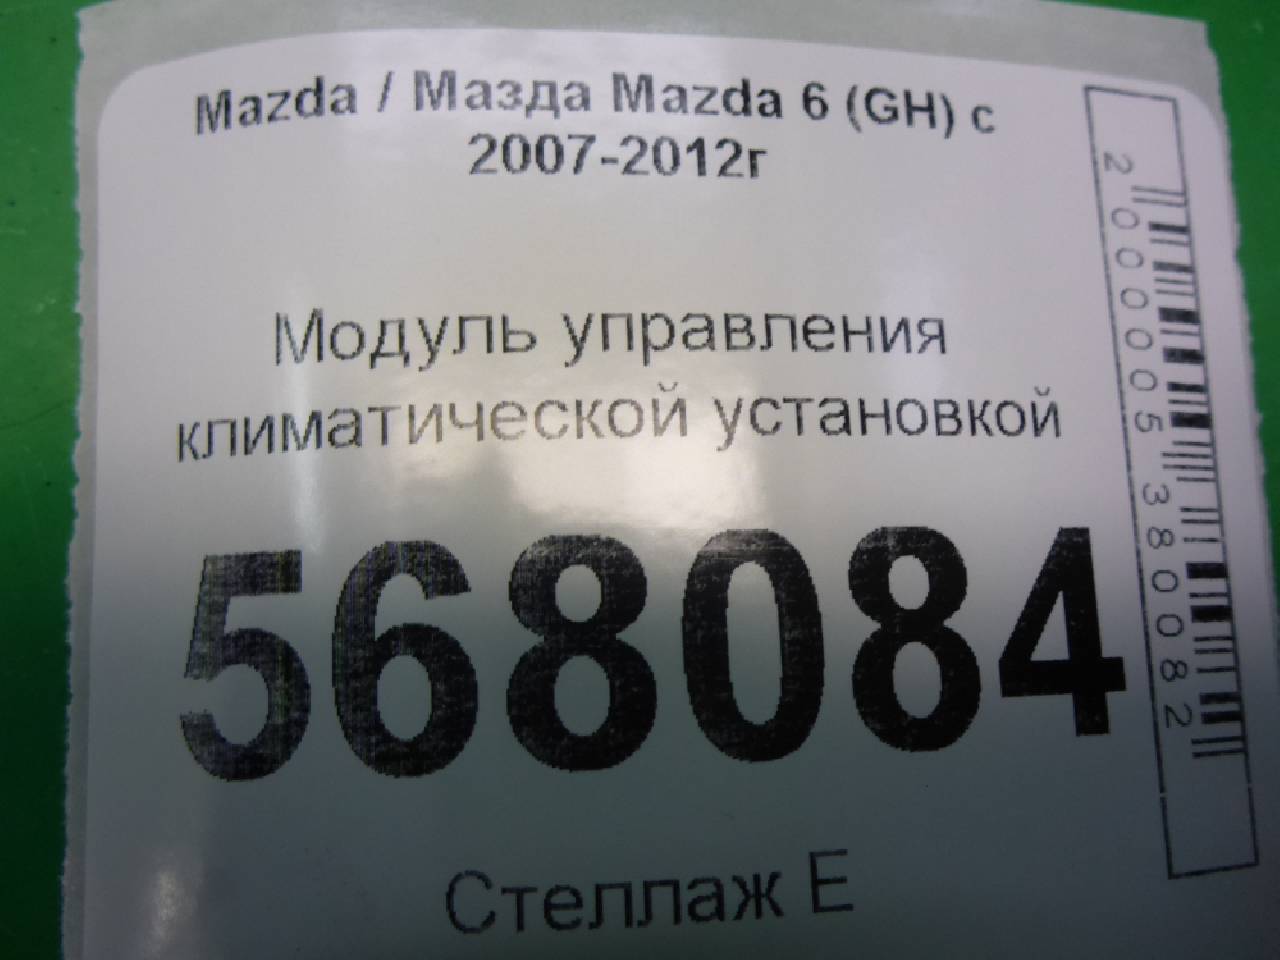 Mazda / Мазда Mazda 6 (GH) с
2007-2012г
Модуль управления
климатической установкой
568084
Стеллаж Е
2000005380082